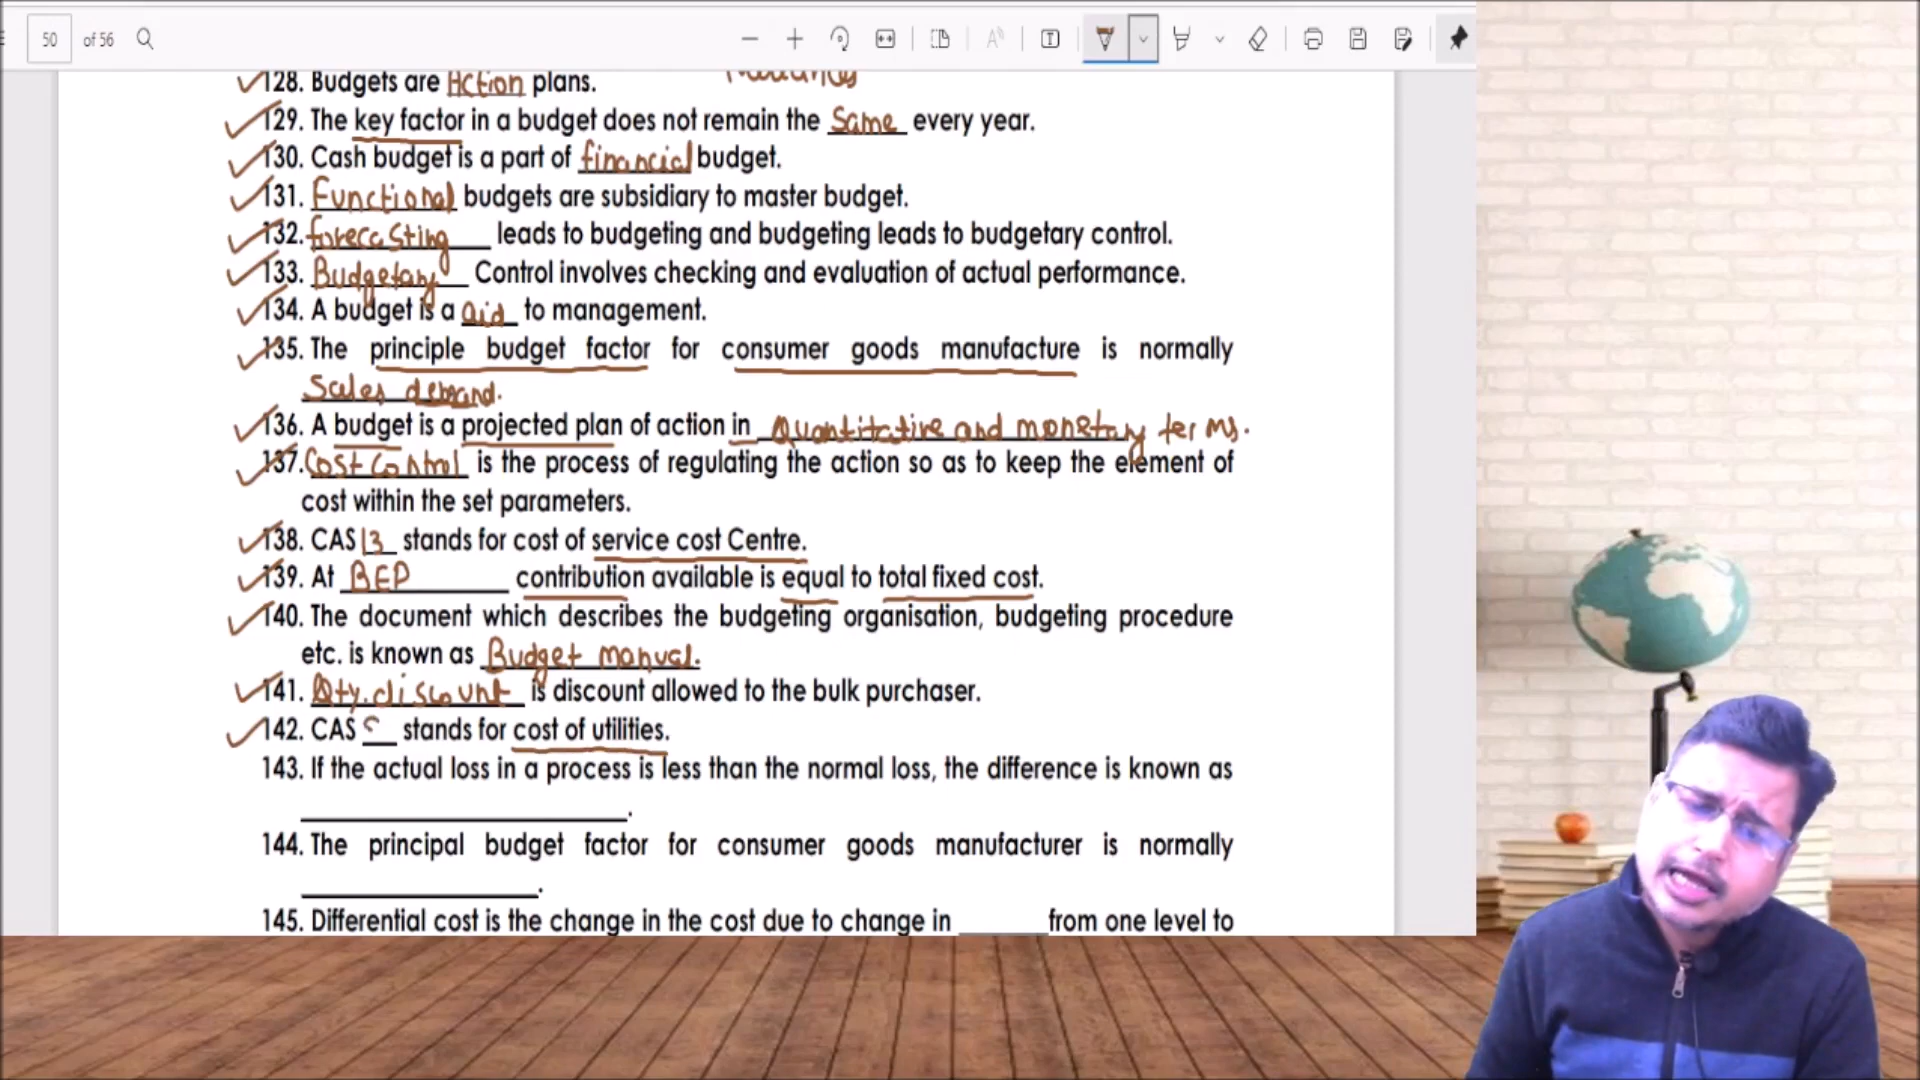 50 of 56
128. Budgets are Action plans.
129. The key factor in a budget does not remain the Same every year.
130. Cash budget is a part of financial budget.
131. Functional budgets are subsidiary to master budget.
132. forecasting leads to budgeting and budgeting leads to budgetary control.
133. Budgetary Control involves checking and evaluation of actual performance.
134. A budget is a aid to management.
135. The principle budget factor for consumer goods manufacture is normally
Sales demand.
136. A budget is a projected plan of action in Quantitative and monetary terms.
137. Cost Control is the process of regulating the action so as to keep the element of
cost within the set parameters.
138. CAS 13 stands for cost of service cost Centre.
139. At BEP contribution available is equal to total fixed cost.
140. The document which describes the budgeting organisation, budgeting procedure
etc. is known as Budget manual.
141. Qty. discount is discount allowed to the bulk purchaser.
142. CAS __ stands for cost of utilities.
143. If the actual loss in a process is less than the normal loss, the difference is known as
____________________.
144. The principal budget factor for consumer goods manufacturer is normally
_______________.
145. Differential cost is the change in the cost due to change in ______ from one level to